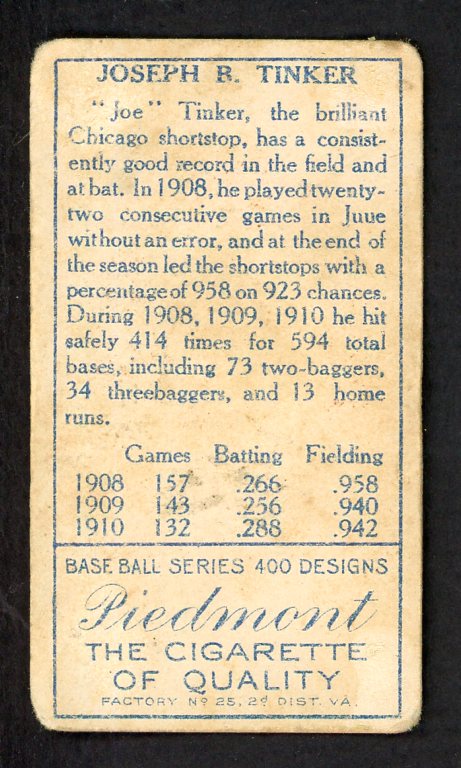 JOSEPH B. TINKER
"Joe" Tinker, the brilliant
Chicago shortstop, has a consist-
ently good record in the field and
at bat. In 1908, he played twenty-
two consecutive games in Juue
without an error, and at the end of
the season led the shortstops with a
percentage of 958 on 923 chances.
During 1908, 1909, 1910 he hit
safely 414 times for 594 total
bases, including 73 two-baggers,
34 threebaggers, and 13 home
runs.
Games Batting Fielding
1908 157 .266 .958
1909 143 .256 .940
1910 132 .288 .942
BASE BALL SERIES 400 DESIGNS
Piedmont
THE CIGARETTE
OF QUALITY
FACTORY Nº 25, 2d DIST. VA.